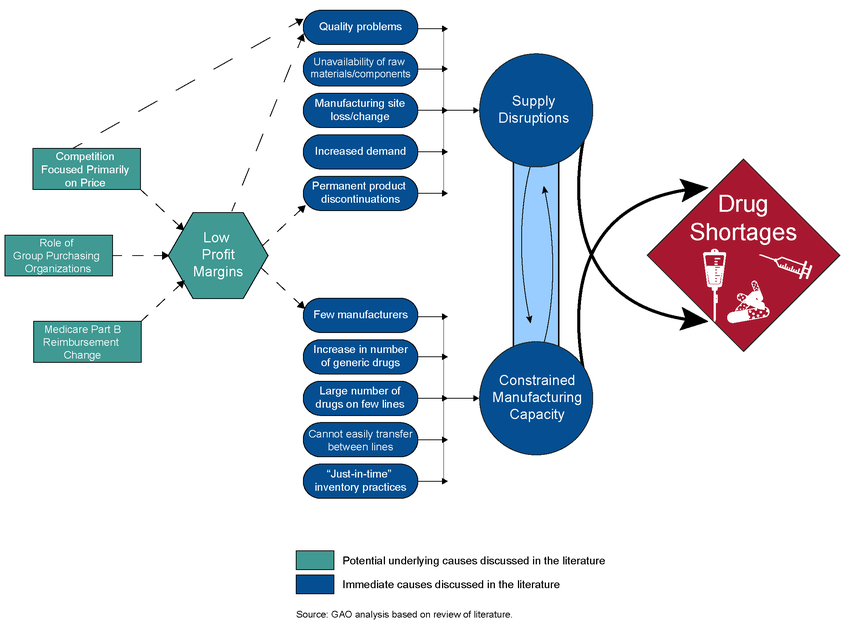 Quality problems
Unavailability of raw
materials/components
Manufacturing site
loss/change
Increased demand
Permanent product
discontinuations
Supply
Disruptions
Competition
Focused Primarily
on Price
Role of
Group Purchasing
Organizations
Medicare Part B
Reimbursement
Change
Low
Profit
Margins
Drug
Shortages
Few manufacturers
Increase in number
of generic drugs
Large number of
drugs on few lines
Cannot easily transfer
between lines
“Just-in-time”
inventory practices
Constrained
Manufacturing
Capacity
Potential underlying causes discussed in the literature
Immediate causes discussed in the literature
Source: GAO analysis based on review of literature.